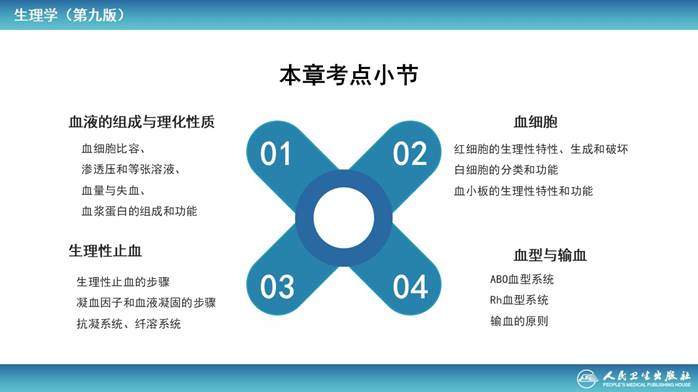 生理学（第九版）
本章考点小节
血液的组成与理化性质
血细胞比容、
渗透压和等张溶液、
血量与失血、
血浆蛋白的组成和功能
01
02
血细胞
红细胞的生理性特性、生成和破坏
白细胞的分类和功能
血小板的生理性特性和功能
生理性止血
生理性止血的步骤
凝血因子和血液凝固的步骤
抗凝系统、纤溶系统
03
04
血型与输血
ABO血型系统
Rh血型系统
输血的原则
人民卫生出版社
PEOPLE'S MEDICAL PUBLISHING HOUSE